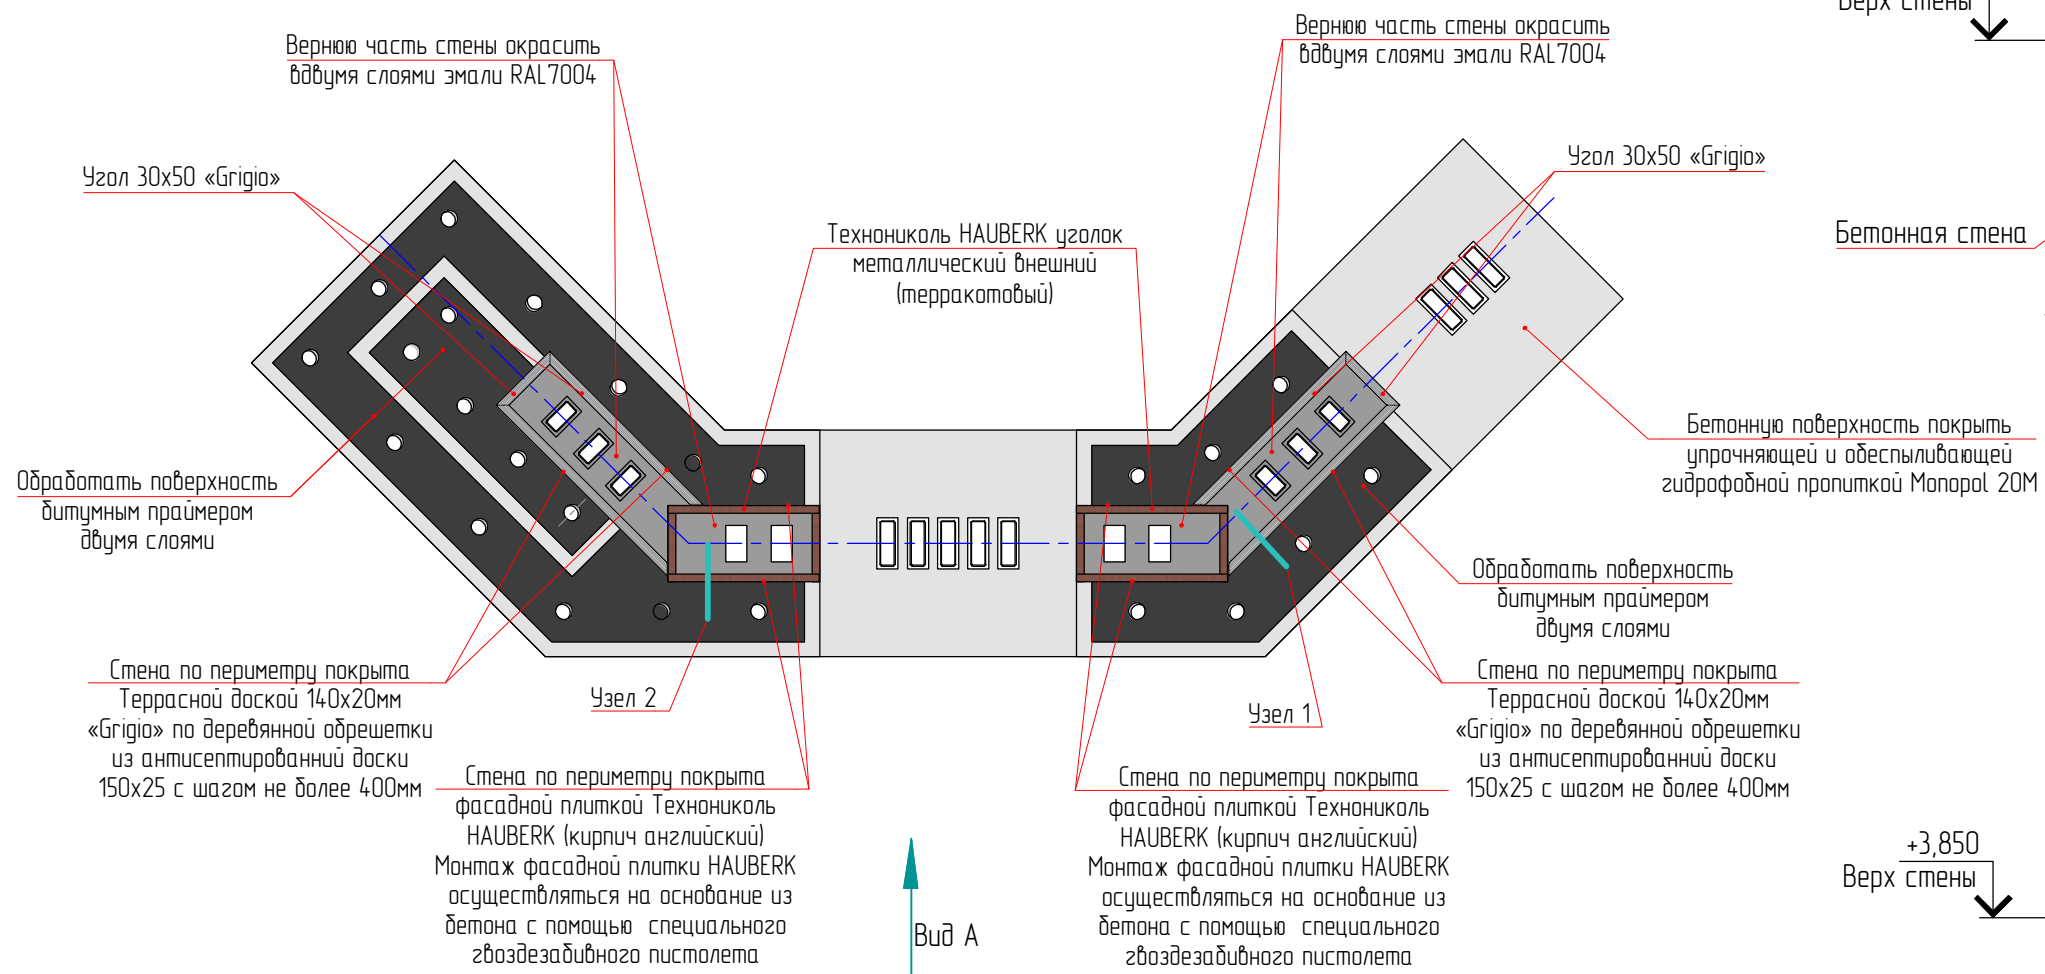 Верх стены
Вернюю часть стены окрасить
вдвумя слоями эмали RAL7004
Вернюю часть стены окрасить
вдвумя слоями эмали RAL7004
Угол 30х50 «Grigio»
Угол 30х50 «Grigio»
Технониколь HAUBERK уголок
металлический внешний
(терракотовый)
Бетонная стена
Бетонную поверхность покрыть
упрочняющей и обеспыливающей
гидрофобной пропиткой Monopol 20М
Обработать поверхность
битумным праймером
двумя слоями
Обработать поверхность
битумным праймером
двумя слоями
Стена по периметру покрыта
Террасной доской 140х20мм
«Grigio» по деревянной обрешетки
из антисептированний доски
150х25 с шагом не более 400мм
Узел 2
Узел 1
Стена по периметру покрыта
Террасной доской 140х20мм
«Grigio» по деревянной обрешетки
из антисептированний доски
150х25 с шагом не более 400мм
Стена по периметру покрыта
фасадной плиткой Технониколь
HAUBERK (кирпич английский)
Монтаж фасадной плитки HAUBERK
осуществляться на основание из
бетона с помощью специального
гвоздезабивного пистолета
Стена по периметру покрыта
фасадной плиткой Технониколь
HAUBERK (кирпич английский)
Монтаж фасадной плитки HAUBERK
осуществляться на основание из
бетона с помощью специального
гвоздезабивного пистолета
Вид А
+3,850
Верх стены